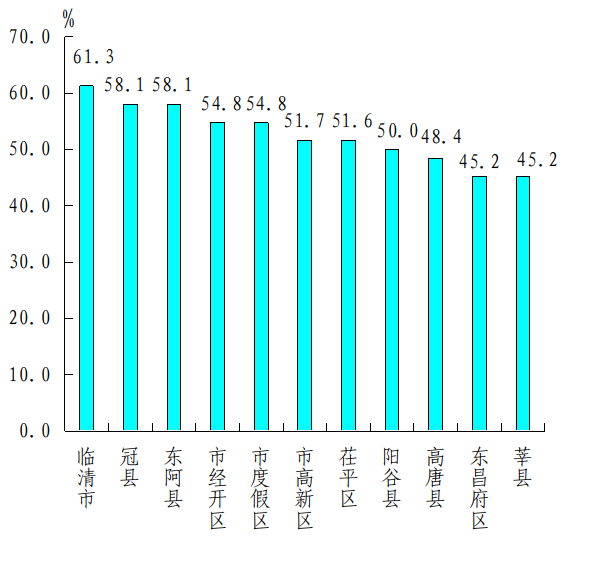 %
70.0
60.0
50.0
40.0
30.0
20.0
10.0
0.0
61.3
58.1
58.1
54.8
54.8
51.7
51.6
50.0
48.4
45.2
45.2
临清市
冠县
东阿县
市经开区
市度假区
市高新区
茌平区
阳谷县
高唐县
东昌府区
莘县